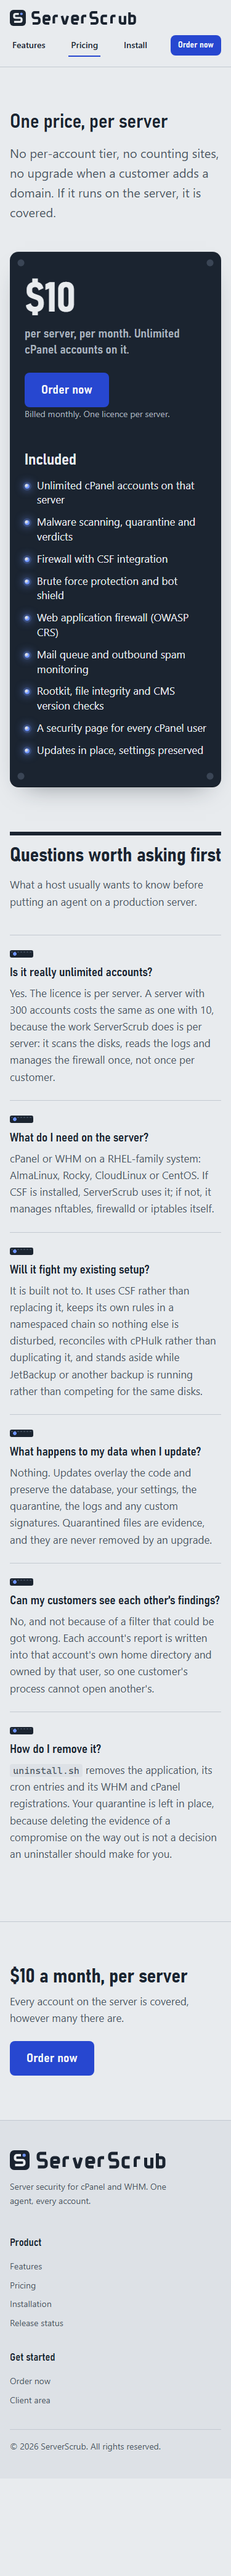 ServerScrub
Features
Pricing
Install
Order now
One price, per server
No per-account tier, no counting sites,
no upgrade when a customer adds a
domain. If it runs on the server, it is
covered.
$10
per server, per month. Unlimited
cPanel accounts on it.
Order now
Billed monthly. One licence per server.
Included
Unlimited cPanel accounts on that
server
Malware scanning, quarantine and
verdicts
Firewall with CSF integration
Brute force protection and bot
shield
Web application firewall (OWASP
CRS)
Mail queue and outbound spam
monitoring
Rootkit, file integrity and CMS
version checks
A security page for every cPanel user
Updates in place, settings preserved
Questions worth asking first
What a host usually wants to know before
putting an agent on a production server.
Is it really unlimited accounts?
Yes. The licence is per server. A server with
300 accounts costs the same as one with 10,
because the work ServerScrub does is per
server: it scans the disks, reads the logs and
manages the firewall once, not once per
customer.
What do I need on the server?
cPanel or WHM on a RHEL-family system:
AlmaLinux, Rocky, CloudLinux or CentOS. If
CSF is installed, ServerScrub uses it; if not, it
manages nftables, firewalld or iptables itself.
Will it fight my existing setup?
It is built not to. It uses CSF rather than
replacing it, keeps its own rules in a
namespaced chain so nothing else is
disturbed, reconciles with cPHulk rather than
duplicating it, and stands aside while
JetBackup or another backup is running
rather than competing for the same disks.
What happens to my data when I update?
Nothing. Updates overlay the code and
preserve the database, your settings, the
quarantine, the logs and any custom
signatures. Quarantined files are evidence,
and they are never removed by an upgrade.
Can my customers see each other's findings?
No, and not because of a filter that could be
got wrong. Each account's report is written
into that account's own home directory and
owned by that user, so one customer's
process cannot open another's.
How do I remove it?
uninstall.sh removes the application, its
cron entries and its WHM and cPanel
registrations. Your quarantine is left in place,
because deleting the evidence of a
compromise on the way out is not a decision
an uninstaller should make for you.
$10 a month, per server
Every account on the server is covered,
however many there are.
Order now
ServerScrub
Server security for cPanel and WHM. One
agent, every account.
Product
Features
Pricing
Installation
Release status
Get started
Order now
Client area
© 2026 ServerScrub. All rights reserved.